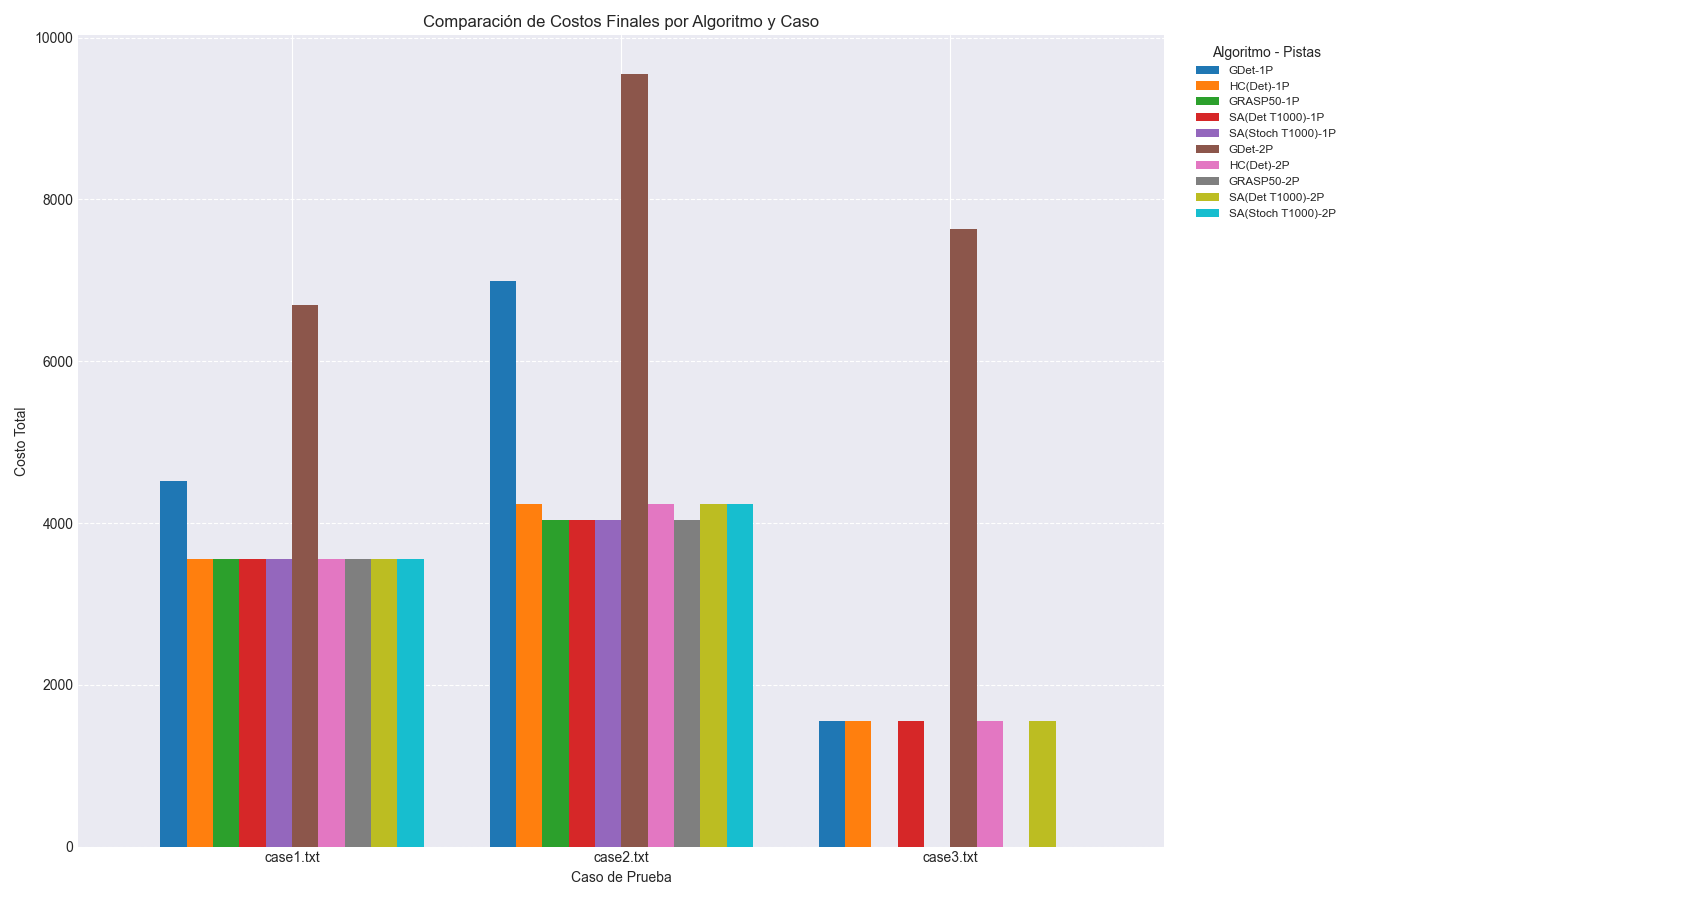 Comparación de Costos Finales por Algoritmo y Caso
10000
8000
6000
4000
2000
0
Costo Total
case1.txt
case2.txt
case3.txt
Caso de Prueba
Algoritmo - Pistas
GDet-1P
HC(Det)-1P
GRASP50-1P
SA(Det T1000)-1P
SA(Stoch T1000)-1P
GDet-2P
HC(Det)-2P
GRASP50-2P
SA(Det T1000)-2P
SA(Stoch T1000)-2P